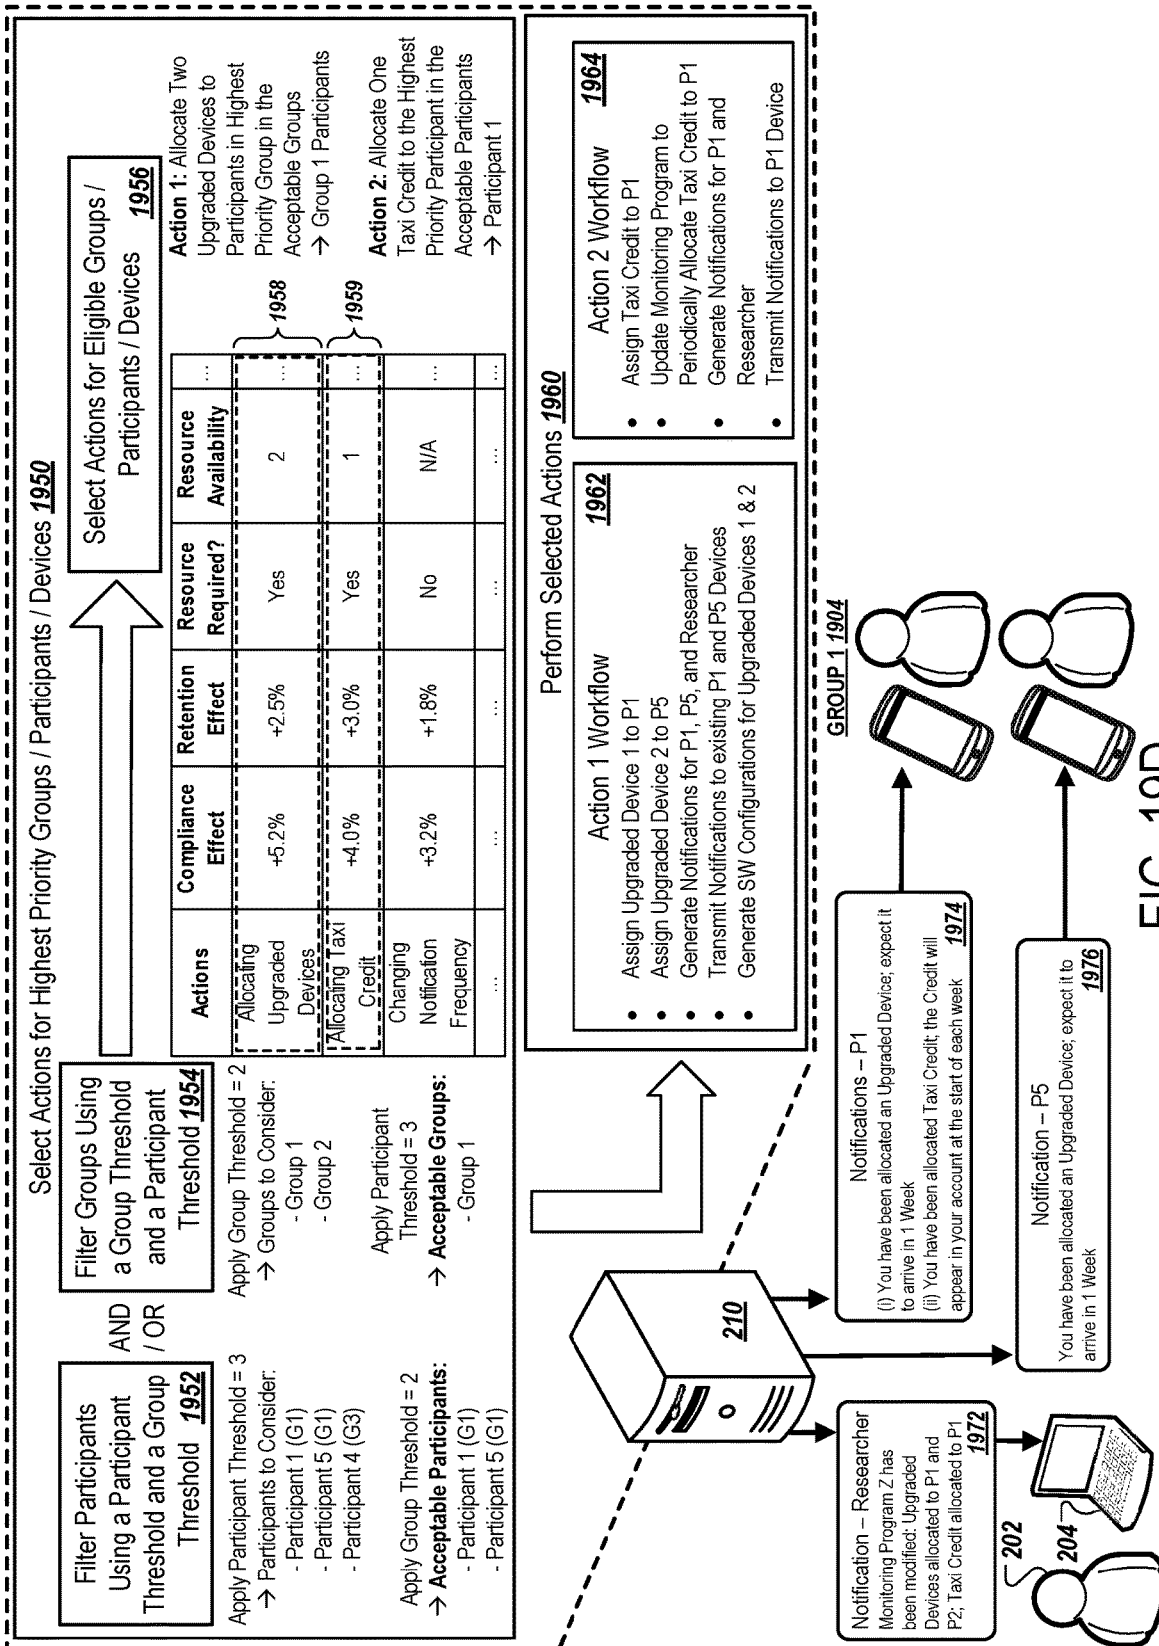 Select Actions for Highest Priority Groups / Participants / Devices 1950
Filter Participants
Using a Participant
Threshold and a Group
Threshold 1952
AND
/ OR
Filter Groups Using
a Group Threshold
and a Participant
Threshold 1954
Select Actions for Eligible Groups /
Participants / Devices 1956
Apply Participant Threshold = 3
→ Participants to Consider:
- Participant 1 (G1)
- Participant 5 (G1)
- Participant 4 (G3)
Apply Group Threshold = 2
→ Acceptable Participants:
- Participant 1 (G1)
- Participant 5 (G1)
Apply Group Threshold = 2
→ Groups to Consider:
- Group 1
- Group 2
Apply Participant
Threshold = 3
→ Acceptable Groups:
- Group 1
Actions Compliance Effect Retention Effect Resource Required? Resource Availability ...
Allocating Upgraded Devices +5.2% +2.5% Yes 2 ...
Allocating Taxi Credit +4.0% +3.0% Yes 1 ...
Changing Notification Frequency +3.2% +1.8% No N/A ...
... ... ... ... ... ...
1958
1959
Action 1: Allocate Two
Upgraded Devices to
Participants in Highest
Priority Group in the
Acceptable Groups
→ Group 1 Participants
Action 2: Allocate One
Taxi Credit to the Highest
Priority Participant in the
Acceptable Participants
→ Participant 1
Perform Selected Actions 1960
Action 1 Workflow 1962
• Assign Upgraded Device 1 to P1
• Assign Upgraded Device 2 to P5
• Generate Notifications for P1, P5, and Researcher
• Transmit Notifications to existing P1 and P5 Devices
• Generate SW Configurations for Upgraded Devices 1 & 2
Action 2 Workflow 1964
• Assign Taxi Credit to P1
• Update Monitoring Program to
Periodically Allocate Taxi Credit to P1
• Generate Notifications for P1 and
Researcher
• Transmit Notifications to P1 Device
210
Notification – Researcher
Monitoring Program Z has
been modified: Upgraded
Devices allocated to P1 and
P2; Taxi Credit allocated to P1
1972
202
204
Notifications – P1
(i) You have been allocated an Upgraded Device; expect it
to arrive in 1 Week
(ii) You have been allocated Taxi Credit; the Credit will
appear in your account at the start of each week 1974
Notification – P5
You have been allocated an Upgraded Device; expect it to
arrive in 1 Week 1976
GROUP 1 1904
FIG. 19D